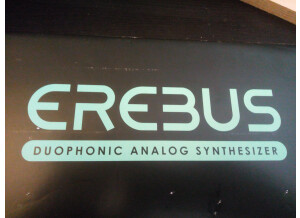 EREBUS
DUOPHONIC ANALOG SYNTHESIZER